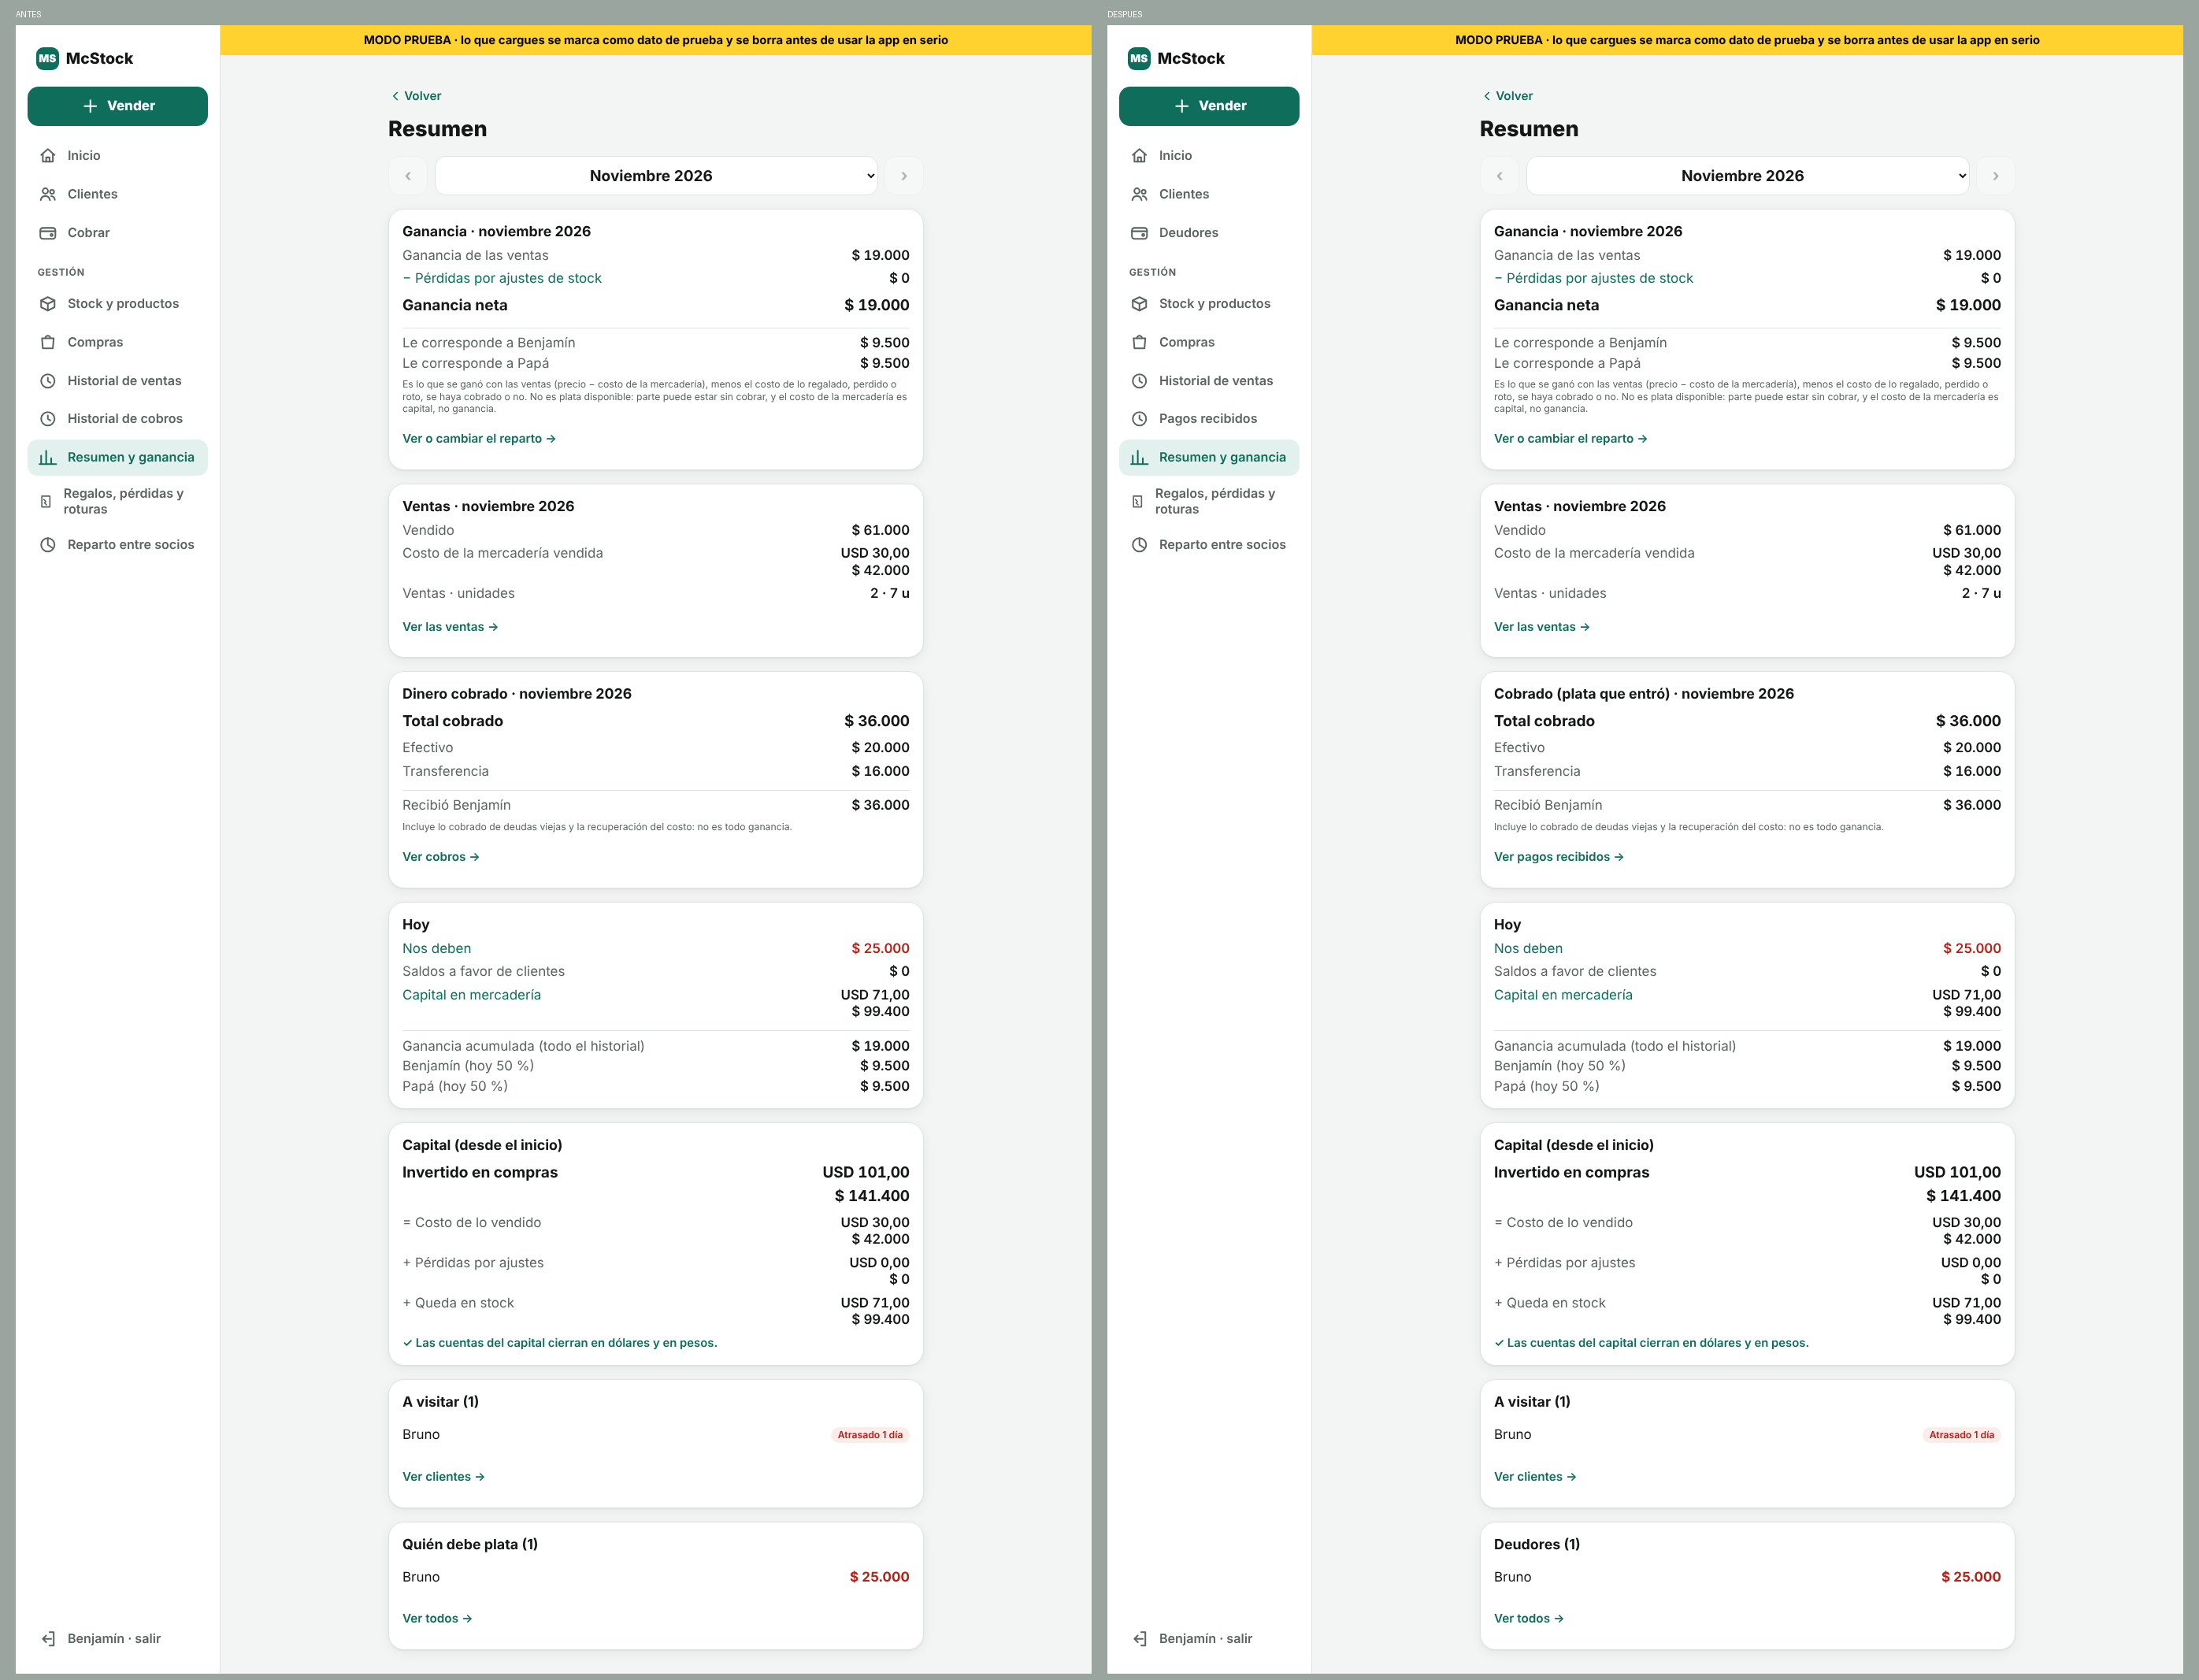 ANTES
MS McStock
+ Vender
Inicio
Clientes
Cobrar
GESTIÓN
Stock y productos
Compras
Historial de ventas
Historial de cobros
Resumen y ganancia
Regalos, pérdidas y
roturas
Reparto entre socios
Benjamín · salir
MODO PRUEBA · lo que cargues se marca como dato de prueba y se borra antes de usar la app en serio
Volver
Resumen
Noviembre 2026
Ganancia · noviembre 2026
Ganancia de las ventas $ 19.000
− Pérdidas por ajustes de stock $ 0
Ganancia neta $ 19.000
Le corresponde a Benjamín $ 9.500
Le corresponde a Papá $ 9.500
Es lo que se ganó con las ventas (precio − costo de la mercadería), menos el costo de lo regalado, perdido o
roto, se haya cobrado o no. No es plata disponible: parte puede estar sin cobrar, y el costo de la mercadería es
capital, no ganancia.
Ver o cambiar el reparto →
Ventas · noviembre 2026
Vendido $ 61.000
Costo de la mercadería vendida USD 30,00
$ 42.000
Ventas · unidades 2 · 7 u
Ver las ventas →
Dinero cobrado · noviembre 2026
Total cobrado $ 36.000
Efectivo $ 20.000
Transferencia $ 16.000
Recibió Benjamín $ 36.000
Incluye lo cobrado de deudas viejas y la recuperación del costo: no es todo ganancia.
Ver cobros →
Hoy
Nos deben $ 25.000
Saldos a favor de clientes $ 0
Capital en mercadería USD 71,00
$ 99.400
Ganancia acumulada (todo el historial) $ 19.000
Benjamín (hoy 50 %) $ 9.500
Papá (hoy 50 %) $ 9.500
Capital (desde el inicio)
Invertido en compras USD 101,00
$ 141.400
= Costo de lo vendido USD 30,00
$ 42.000
+ Pérdidas por ajustes USD 0,00
$ 0
+ Queda en stock USD 71,00
$ 99.400
✓ Las cuentas del capital cierran en dólares y en pesos.
A visitar (1)
Bruno Atrasado 1 día
Ver clientes →
Quién debe plata (1)
Bruno $ 25.000
Ver todos →
DESPUES
MS McStock
+ Vender
Inicio
Clientes
Deudores
GESTIÓN
Stock y productos
Compras
Historial de ventas
Pagos recibidos
Resumen y ganancia
Regalos, pérdidas y
roturas
Reparto entre socios
Benjamín · salir
MODO PRUEBA · lo que cargues se marca como dato de prueba y se borra antes de usar la app en serio
Volver
Resumen
Noviembre 2026
Ganancia · noviembre 2026
Ganancia de las ventas $ 19.000
− Pérdidas por ajustes de stock $ 0
Ganancia neta $ 19.000
Le corresponde a Benjamín $ 9.500
Le corresponde a Papá $ 9.500
Es lo que se ganó con las ventas (precio − costo de la mercadería), menos el costo de lo regalado, perdido o
roto, se haya cobrado o no. No es plata disponible: parte puede estar sin cobrar, y el costo de la mercadería es
capital, no ganancia.
Ver o cambiar el reparto →
Ventas · noviembre 2026
Vendido $ 61.000
Costo de la mercadería vendida USD 30,00
$ 42.000
Ventas · unidades 2 · 7 u
Ver las ventas →
Cobrado (plata que entró) · noviembre 2026
Total cobrado $ 36.000
Efectivo $ 20.000
Transferencia $ 16.000
Recibió Benjamín $ 36.000
Incluye lo cobrado de deudas viejas y la recuperación del costo: no es todo ganancia.
Ver pagos recibidos →
Hoy
Nos deben $ 25.000
Saldos a favor de clientes $ 0
Capital en mercadería USD 71,00
$ 99.400
Ganancia acumulada (todo el historial) $ 19.000
Benjamín (hoy 50 %) $ 9.500
Papá (hoy 50 %) $ 9.500
Capital (desde el inicio)
Invertido en compras USD 101,00
$ 141.400
= Costo de lo vendido USD 30,00
$ 42.000
+ Pérdidas por ajustes USD 0,00
$ 0
+ Queda en stock USD 71,00
$ 99.400
✓ Las cuentas del capital cierran en dólares y en pesos.
A visitar (1)
Bruno Atrasado 1 día
Ver clientes →
Deudores (1)
Bruno $ 25.000
Ver todos →